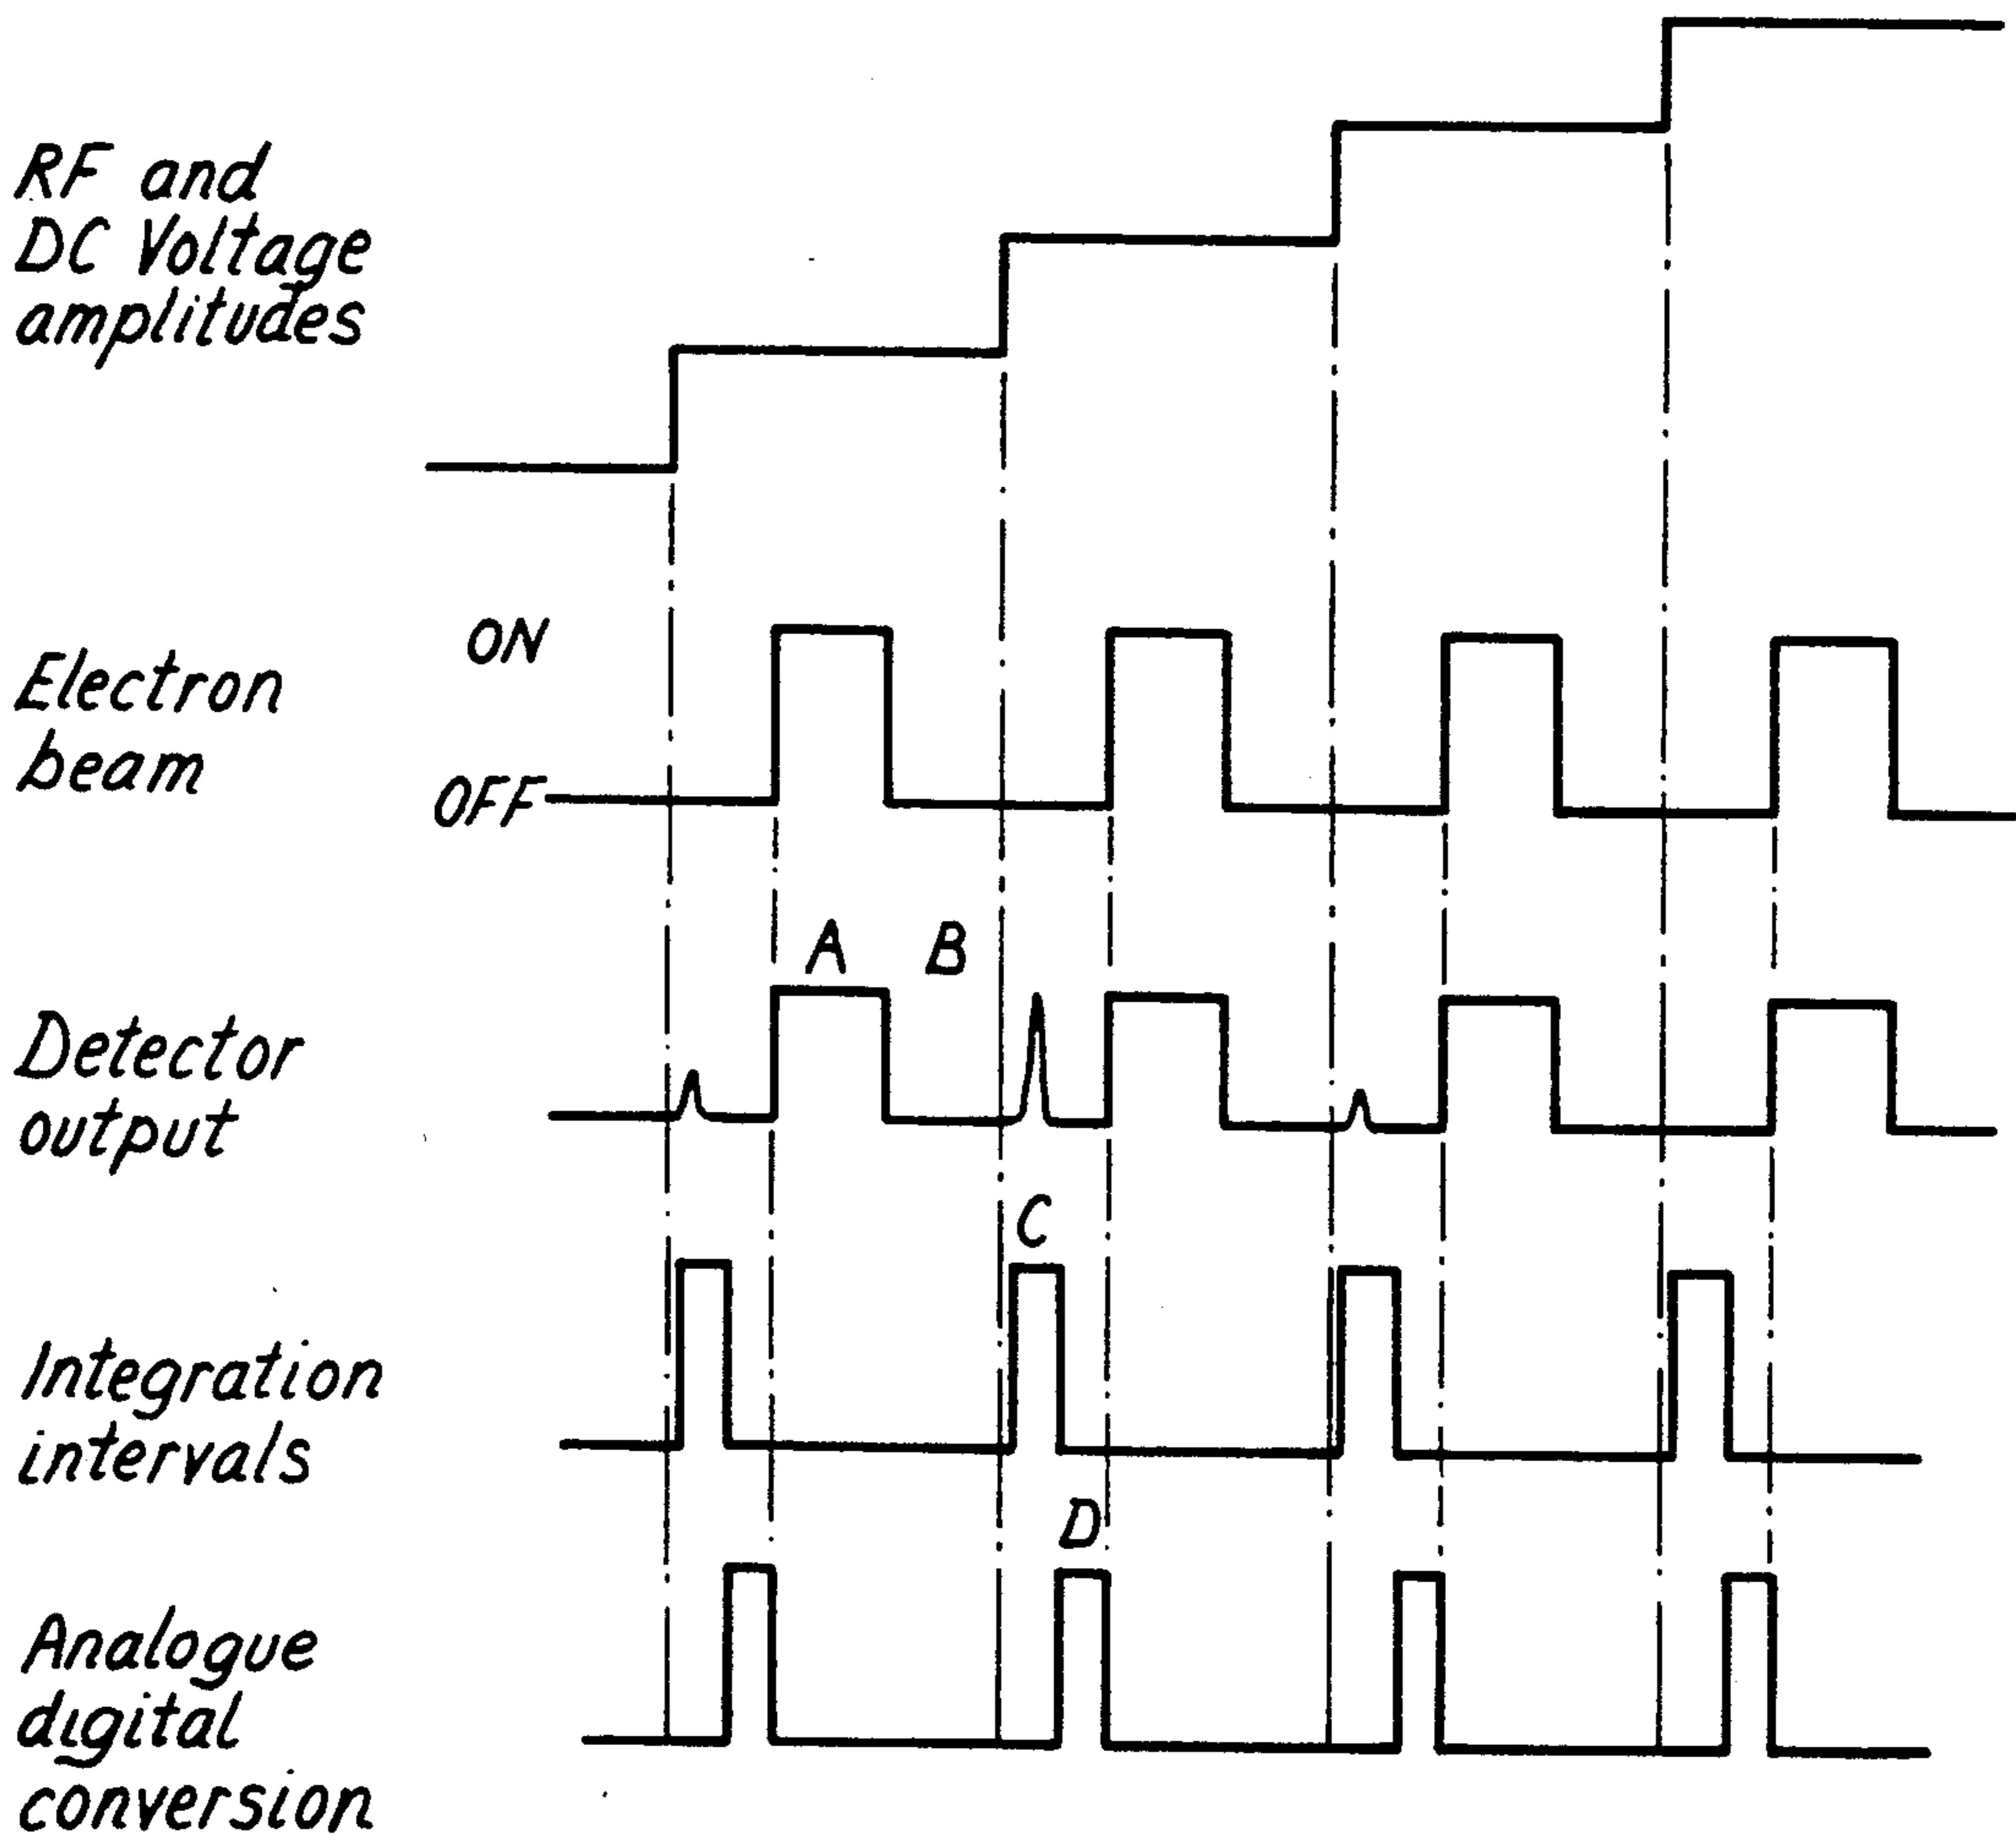 RF and
DC Voltage
amplitudes
ON
Electron
beam
OFF
A B
Detector
output
C
Integration
intervals
D
Analogue
digital
conversion